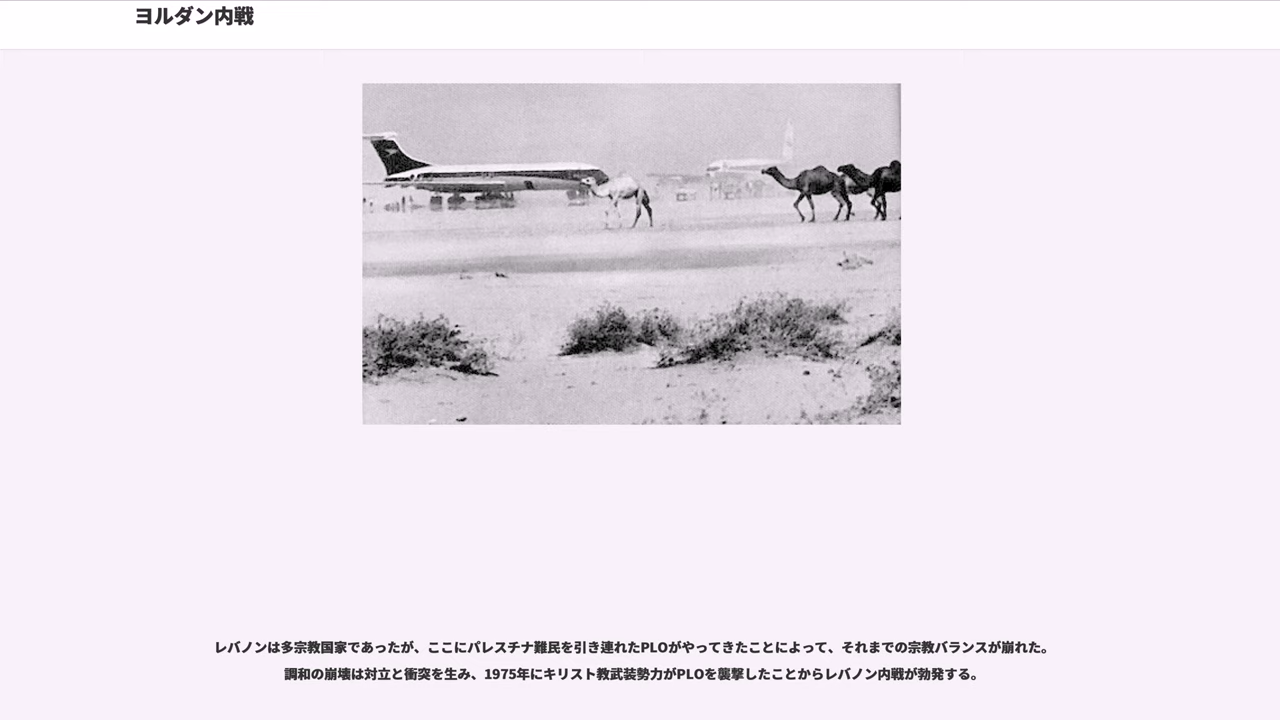 ヨルダン内戦
レバノンは多宗教国家であったが、ここにパレスチナ難民を引き連れたPLOがやってきたことによって、それまでの宗教バランスが崩れた。
調和の崩壊は対立と衝突を生み、1975年にキリスト教武装勢力がPLOを襲撃したことからレバノン内戦が勃発する。